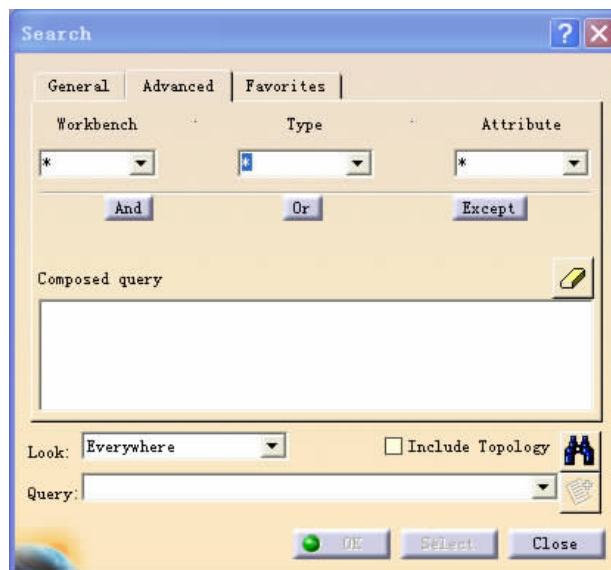 Search
General Advanced Favorites
Workbench Type Attribute
* * *
And Or Except
Composed query
Look: Everywhere Include Topology
Query:
OK Select Close